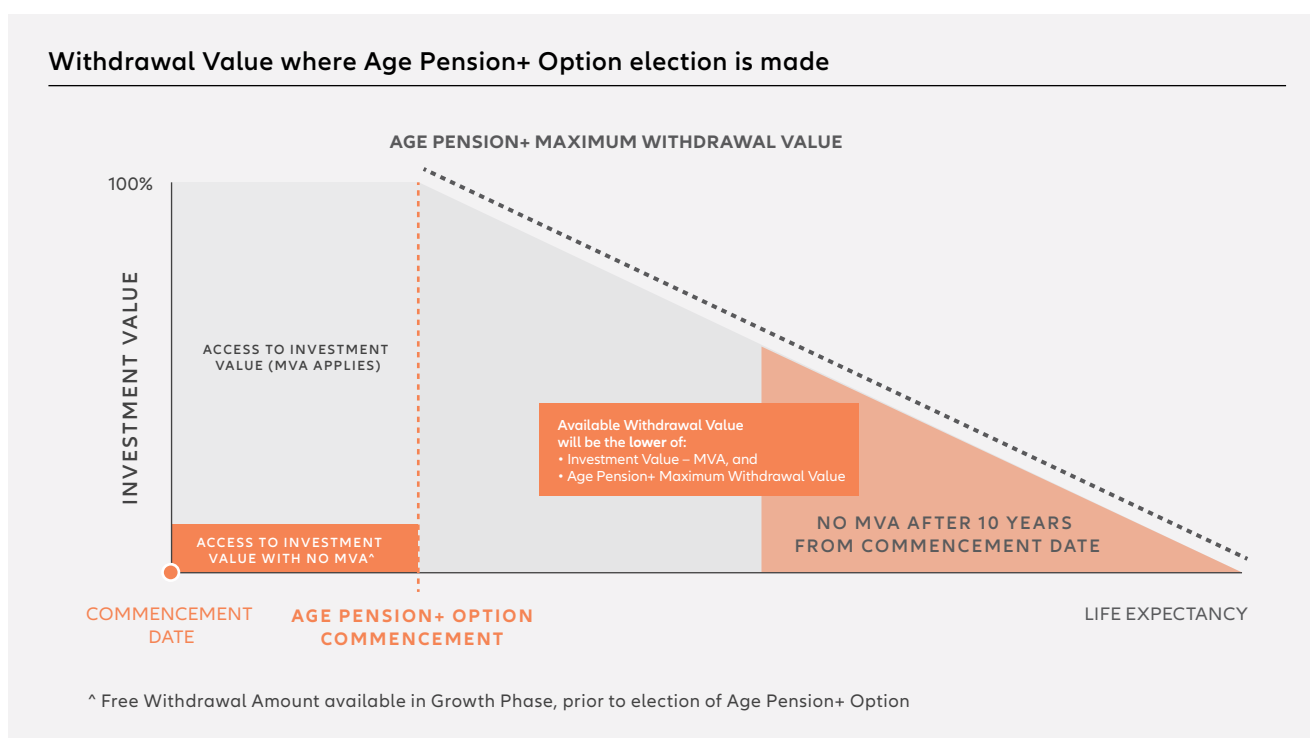 Withdrawal Value where Age Pension+ Option election is made
AGE PENSION+ MAXIMUM WITHDRAWAL VALUE
100%
INVESTMENT VALUE
ACCESS TO INVESTMENT
VALUE (MVA APPLIES)
Available Withdrawal Value
will be the lower of:
• Investment Value – MVA, and
• Age Pension+ Maximum Withdrawal Value
NO MVA AFTER 10 YEARS
FROM COMMENCEMENT DATE
ACCESS TO INVESTMENT
VALUE WITH NO MVA^
COMMENCEMENT
DATE
AGE PENSION+ OPTION
COMMENCEMENT
LIFE EXPECTANCY
^ Free Withdrawal Amount available in Growth Phase, prior to election of Age Pension+ Option